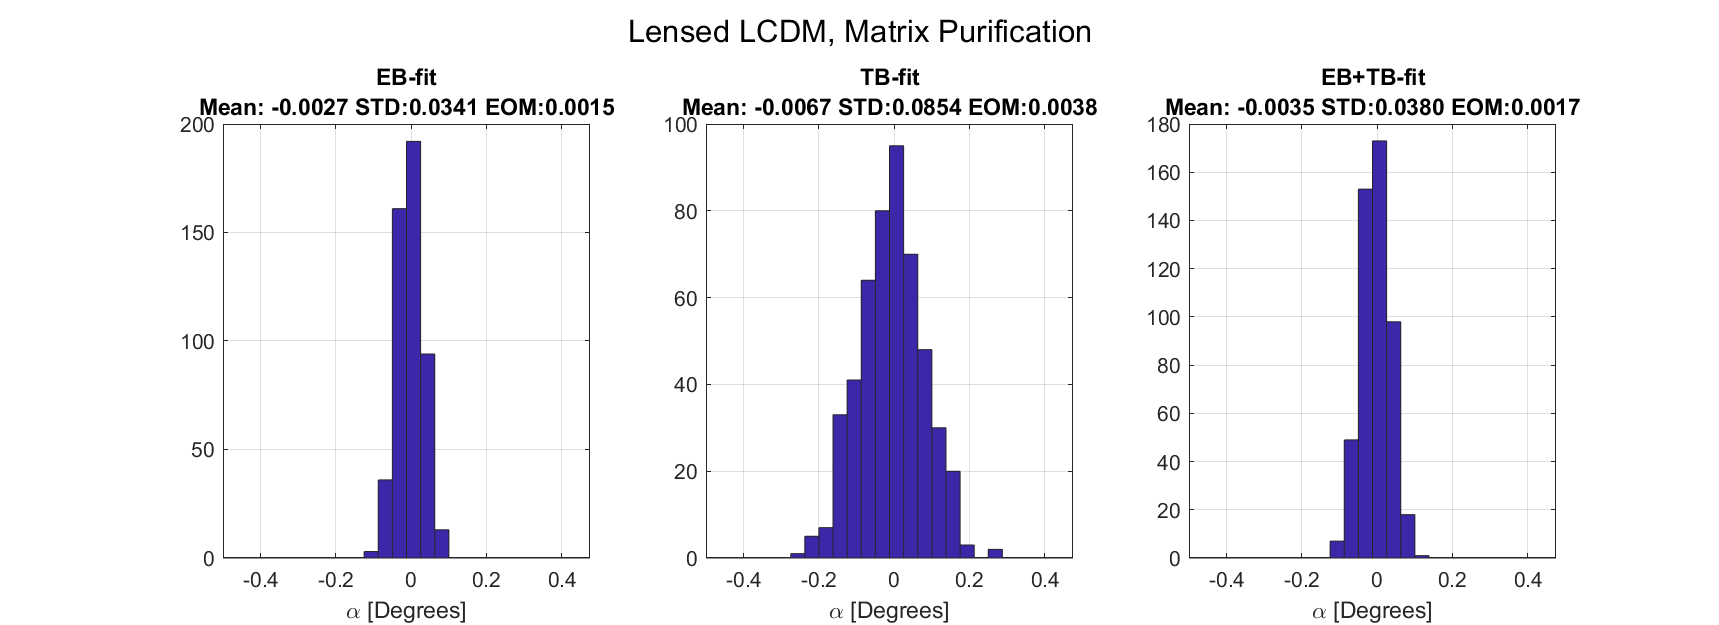 Lensed LCDM, Matrix Purification
EB-fit
Mean: -0.0027 STD:0.0341 EOM:0.0015
200
150
100
50
0
-0.4 -0.2 0 0.2 0.4
α [Degrees]
TB-fit
Mean: -0.0067 STD:0.0854 EOM:0.0038
100
80
60
40
20
0
-0.4 -0.2 0 0.2 0.4
α [Degrees]
EB+TB-fit
Mean: -0.0035 STD:0.0380 EOM:0.0017
180
160
140
120
100
80
60
40
20
0
-0.4 -0.2 0 0.2 0.4
α [Degrees]